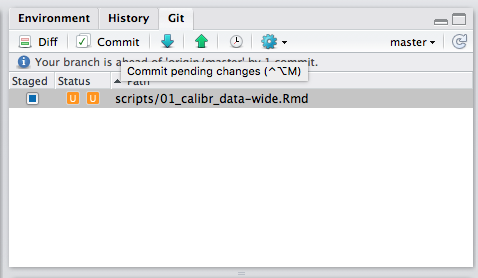 Environment History Git
Diff Commit master
Your branch is ahead of 'origin/master' by 1 commit.
Commit pending changes (^⌥M)
Staged Status Path
U U scripts/01_calibr_data-wide.Rmd